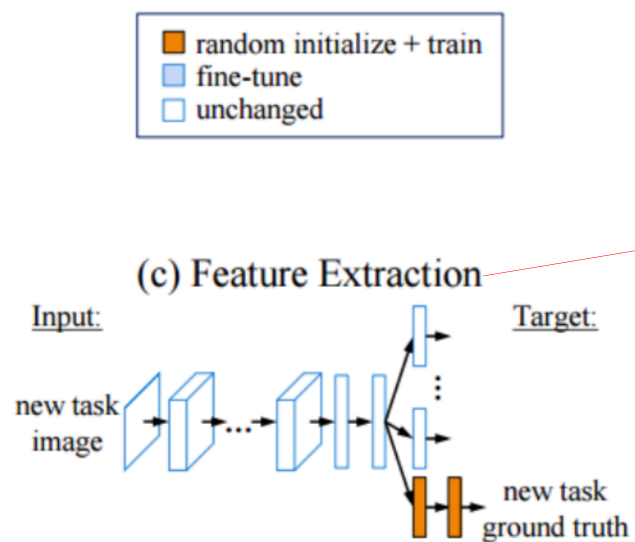 random initialize + train
fine-tune
unchanged
(c) Feature Extraction
Input:
Target:
new task
image
...
...
new task
ground truth